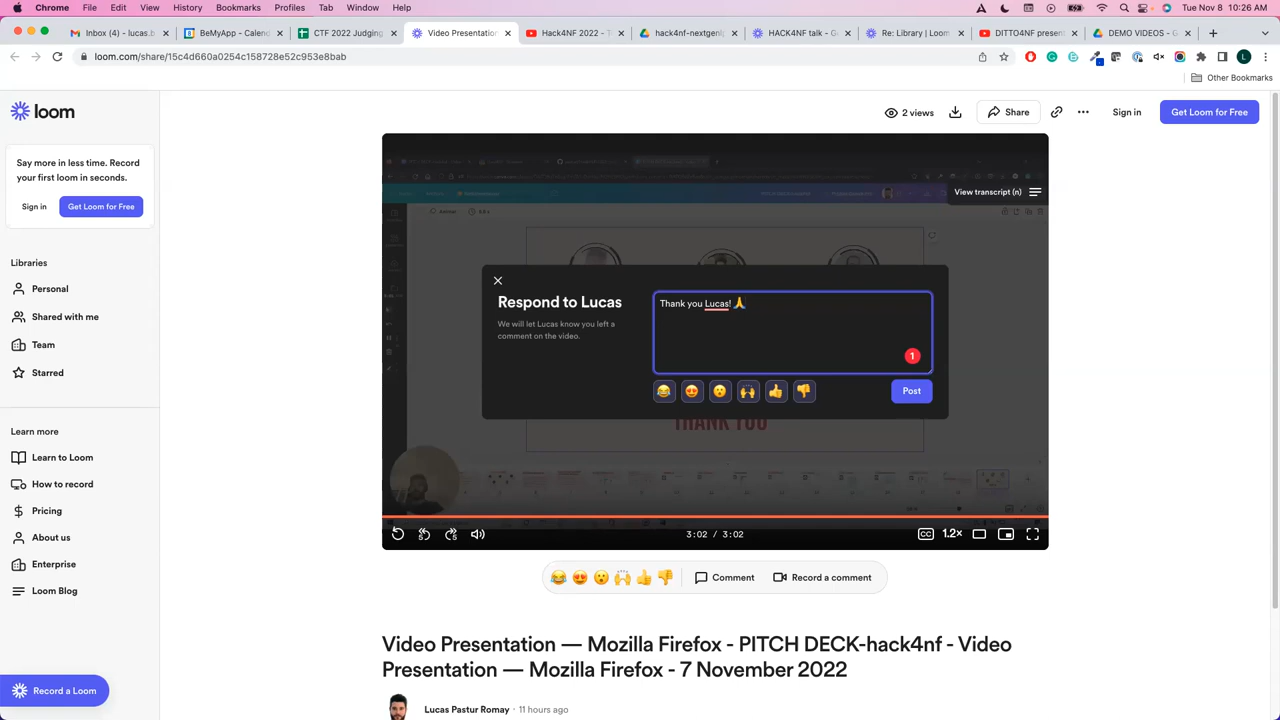 Chrome File Edit View History Bookmarks Profiles Tab Window Help
Tue Nov 8 10:26 AM
Inbox (4) – lucas.b
BeMyApp - Calend
CTF 2022 Judging
Video Presentation
Hack4NF 2022 - T
hack4nf-nextgenlp
HACK4NF talk - Go
Re: Library | Loom
DITTO4NF present
DEMO VIDEOS - G
loom.com/share/15c4d660a0254c158728e52c953e8bab
L
Other Bookmarks
loom
2 views
Share
Sign in
Get Loom for Free
Say more in less time. Record
your first loom in seconds.
Sign in
Get Loom for Free
Libraries
Personal
Shared with me
Team
Starred
Learn more
Learn to Loom
How to record
Pricing
About us
Enterprise
Loom Blog
Record a Loom
View transcript (n)
Respond to Lucas
We will let Lucas know you left a
comment on the video.
Thank you Lucas! 🙏
1
😂 😍 😮 🙌 👍 👎
Post
THANK YOU
5
5
3:02 / 3:02
CC
1.2×
😂 😍 😮 🙌 👍 👎
Comment
Record a comment
Video Presentation — Mozilla Firefox - PITCH DECK-hack4nf - Video
Presentation — Mozilla Firefox - 7 November 2022
Lucas Pastur Romay · 11 hours ago